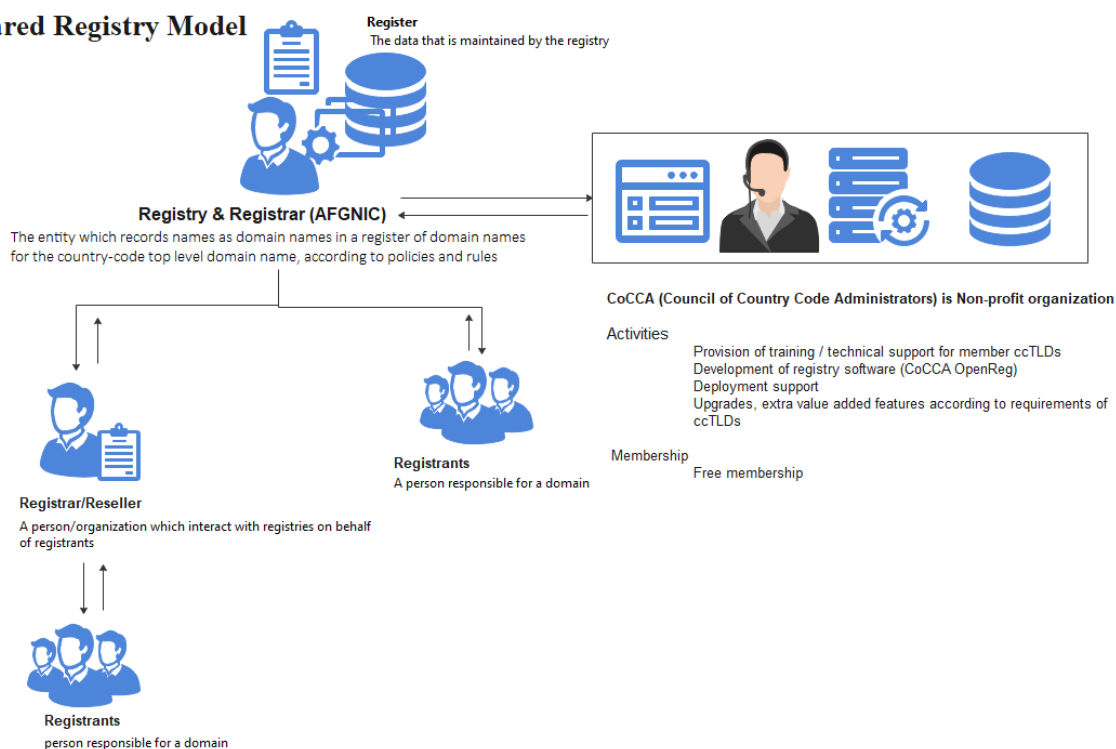 ared Registry Model
Register
The data that is maintained by the registry
Registry & Registrar (AFGNIC)
The entity which records names as domain names in a register of domain names
for the country-code top level domain name, according to policies and rules
CoCCA (Council of Country Code Administrators) is Non-profit organization
Activities
Provision of training / technical support for member ccTLDs
Development of registry software (CoCCA OpenReg)
Deployment support
Upgrades, extra value added features according to requirements of
ccTLDs
Membership
Free membership
Registrants
A person responsible for a domain
Registrar/Reseller
A person/organization which interact with registries on behalf
of registrants
Registrants
person responsible for a domain